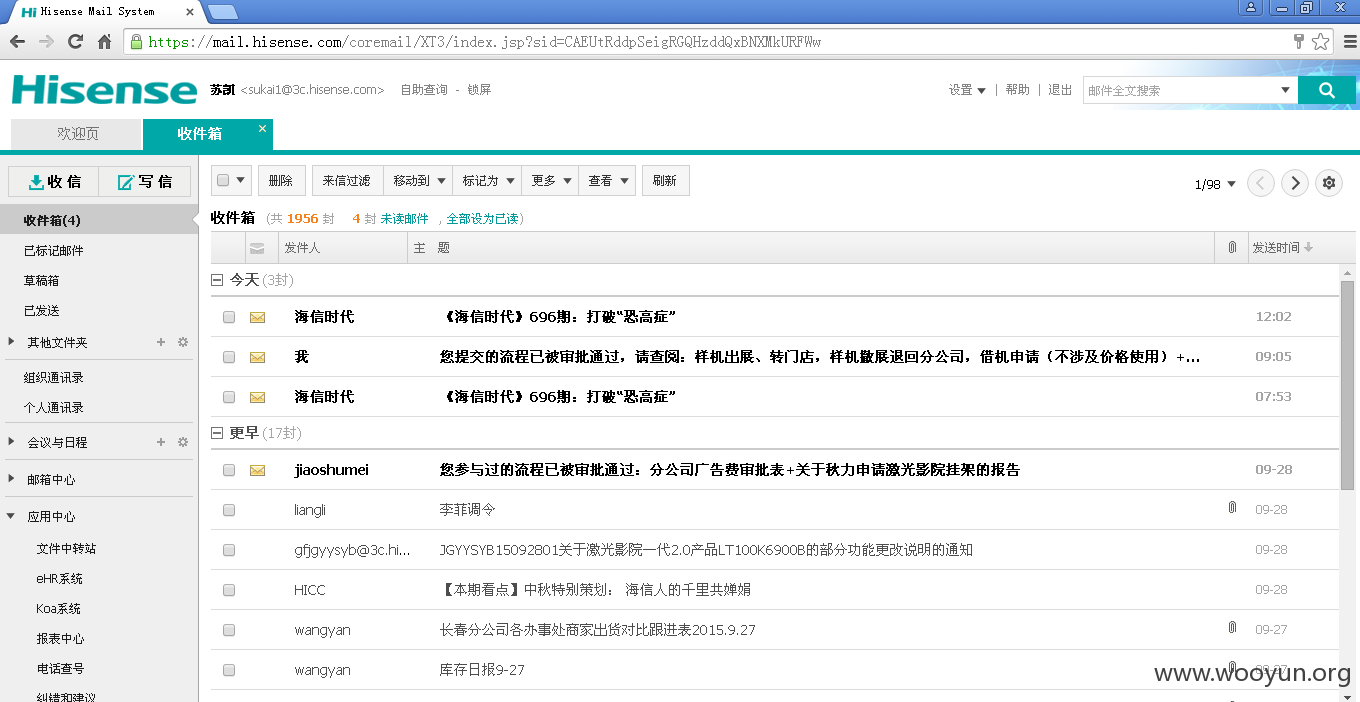 Hi Hisense Mail System
https://mail.hisense.com/coremail/XT3/index.jsp?sid=CAEUtRddpSeigRGQHzddQxBNXMkURFWw
Hisense 苏凯 <sukai1@3c.hisense.com> 自助查询 - 锁屏 设置 | 帮助 | 退出 邮件全文搜索
欢迎页 收件箱
收信 写信 删除 来信过滤 移动到 标记为 更多 查看 刷新 1/98
收件箱 (共 1956 封 4 封 未读邮件 ,全部设为已读)
收件箱(4)
已标记邮件
草稿箱
已发送
其他文件夹
组织通讯录
个人通讯录
会议与日程
邮箱中心
应用中心
文件中转站
eHR系统
Koa系统
报表中心
电话查号
纠错和建议
发件人 主 题 发送时间
今天 (3封)
海信时代 《海信时代》696期：打破“恐高症” 12:02
我 您提交的流程已被审批通过，请查阅：样机出展、转门店，样机撤展退回分公司，借机申请（不涉及价格使用）+... 09:05
海信时代 《海信时代》696期：打破“恐高症” 07:53
更早 (17封)
jiaoshumei 您参与过的流程已被审批通过：分公司广告费审批表+关于秋力申请激光影院挂架的报告 09-28
liangli 李菲调令 09-28
gfjgyysyb@3c.hi... JGYYSYB15092801关于激光影院一代2.0产品LT100K6900B的部分功能更改说明的通知 09-28
HICC 【本期看点】中秋特别策划： 海信人的千里共婵娟 09-28
wangyan 长春分公司各办事处商家出货对比跟进表2015.9.27 09-27
wangyan 库存日报9-27 09-27
www.wooyun.org